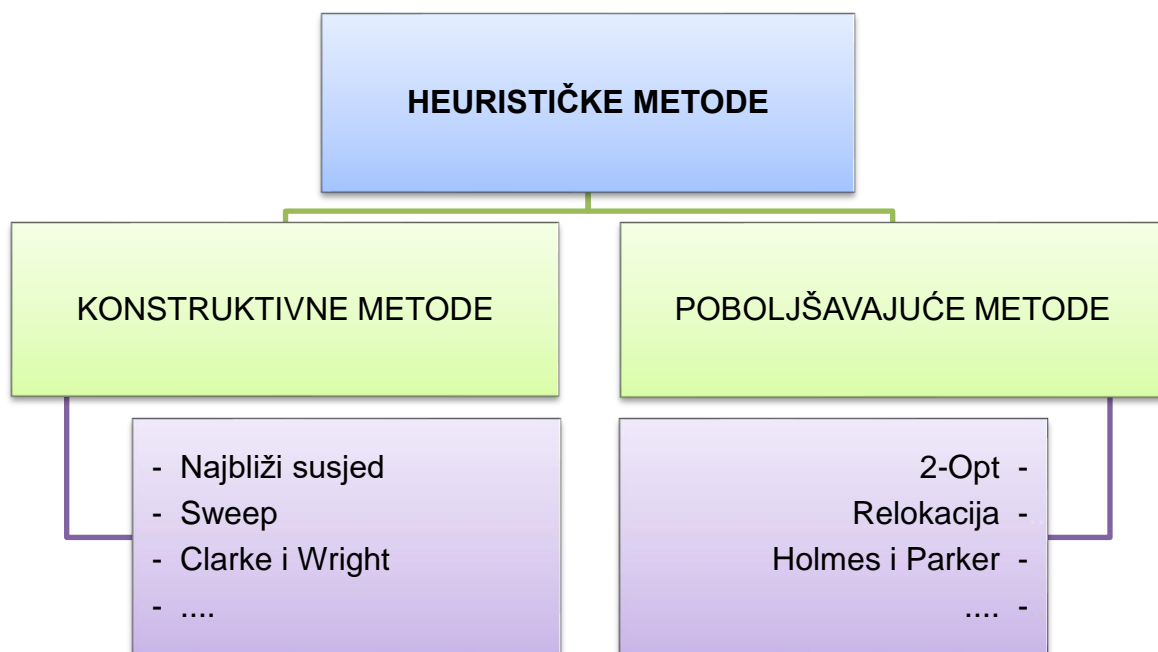 HEURISTIČKE METODE
KONSTRUKTIVNE METODE
- Najbliži susjed
- Sweep
- Clarke i Wright
- ....
POBOLJŠAVAJUĆE METODE
2-Opt -
Relokacija -
Holmes i Parker -
.... -